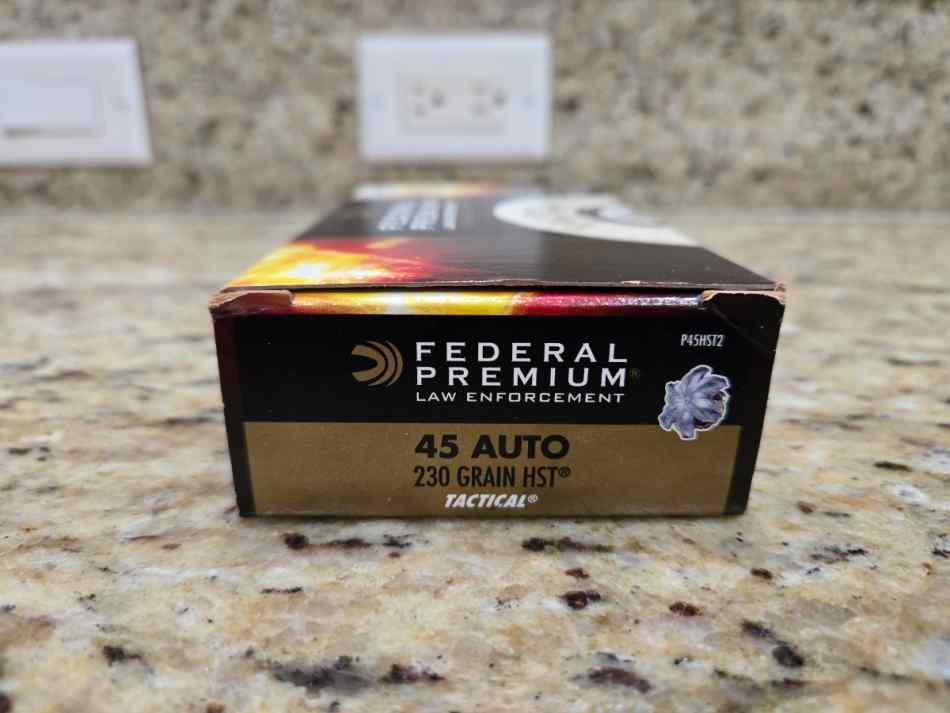 P45HST2
FEDERAL
PREMIUM®
LAW ENFORCEMENT
45 AUTO
230 GRAIN HST®
TACTICAL®